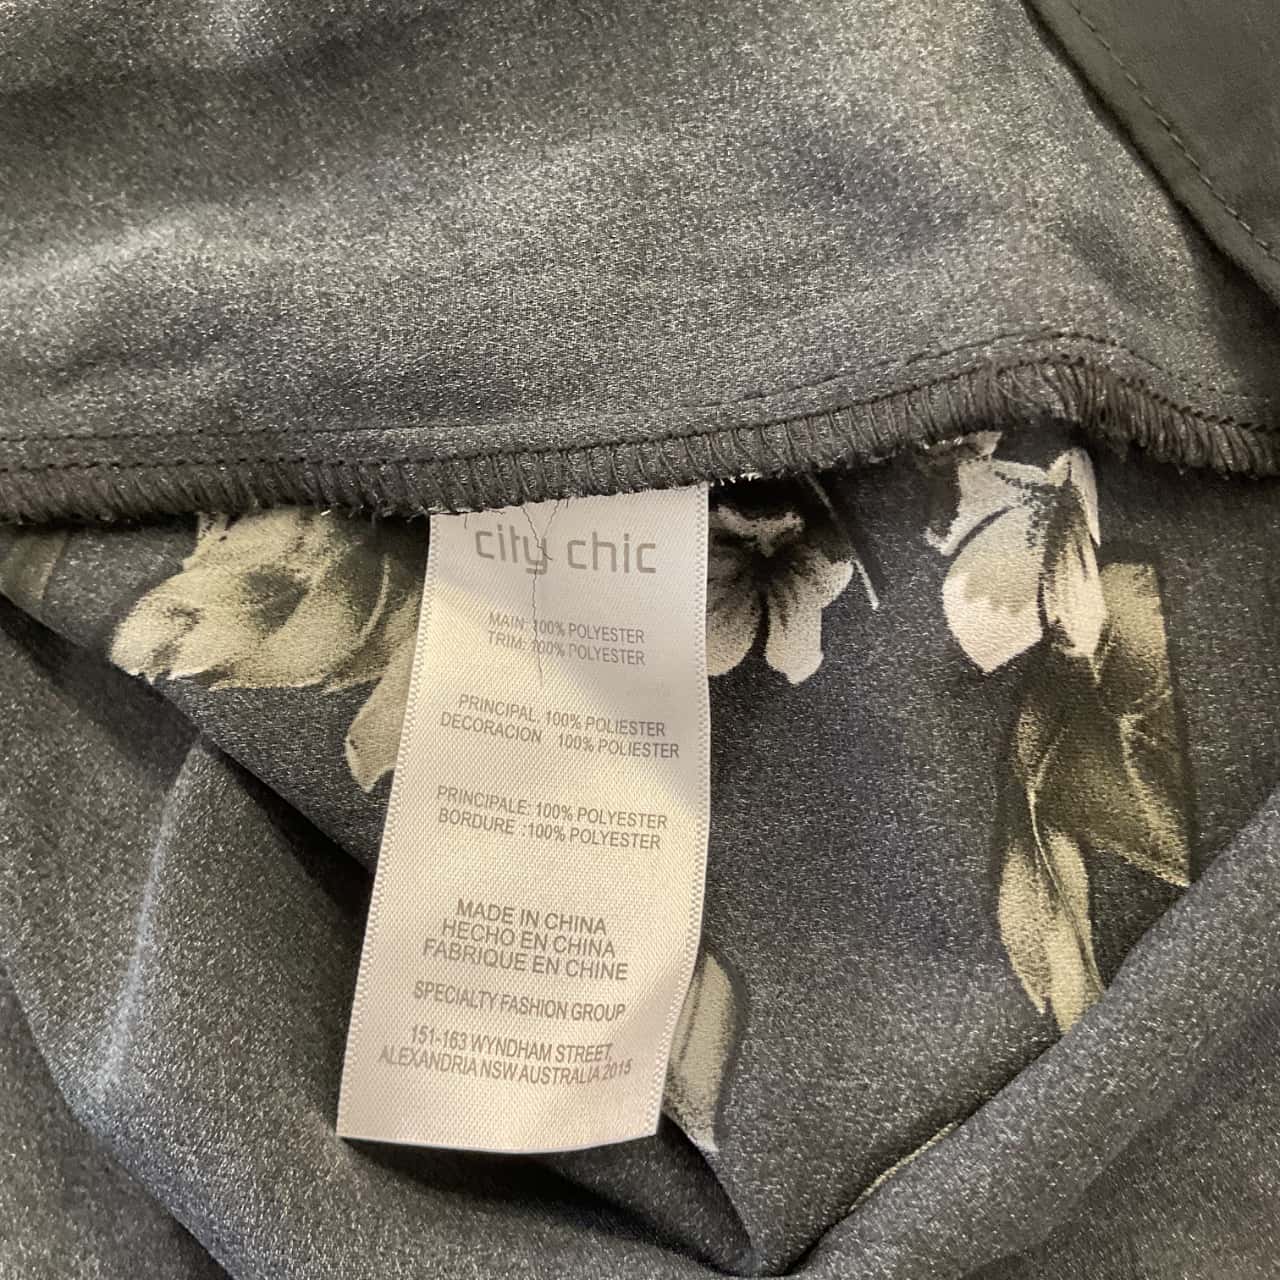 city chic
MAIN: 100% POLYESTER
TRIM: 100% POLYESTER
PRINCIPAL: 100% POLIESTER
DECORACION 100% POLIESTER
PRINCIPALE: 100% POLYESTER
BORDURE :100% POLYESTER
MADE IN CHINA
HECHO EN CHINA
FABRIQUE EN CHINE
SPECIALTY FASHION GROUP
151-163 WYNDHAM STREET,
ALEXANDRIA NSW AUSTRALIA 2015